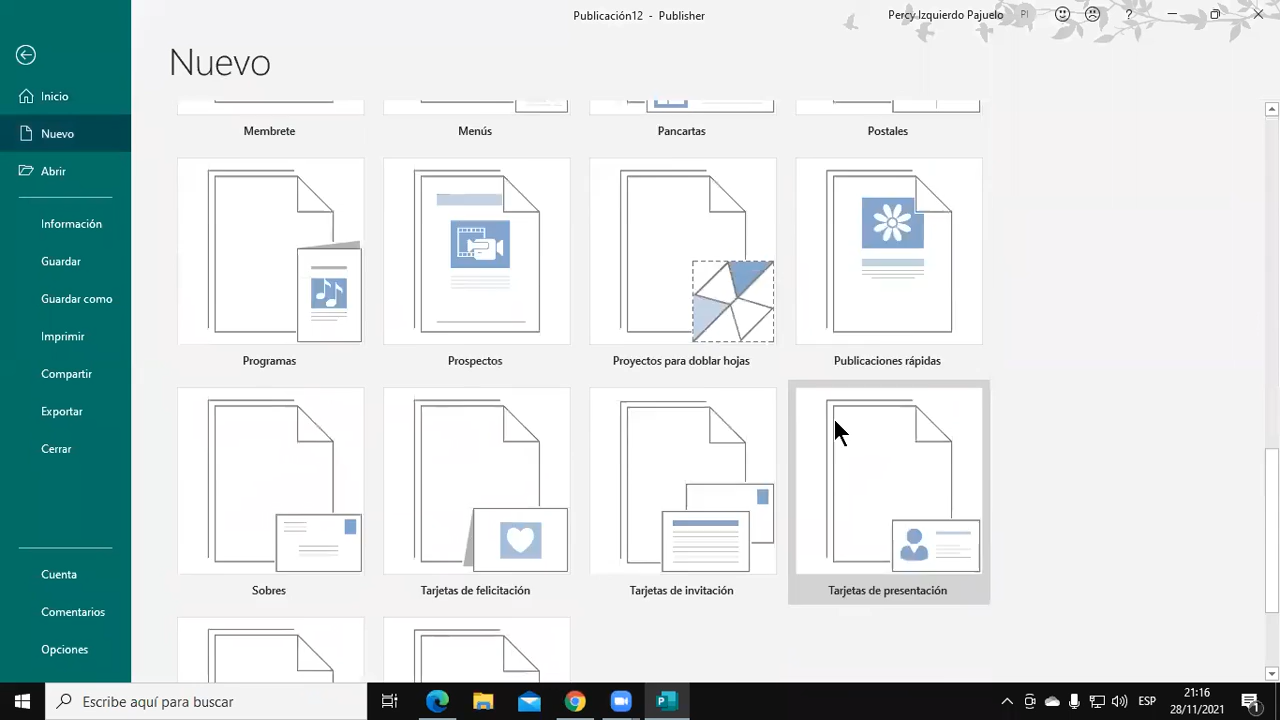 Publicación12 - Publisher
Percy Izquierdo Pajuelo PI ?
Nuevo
Inicio
Nuevo
Abrir
Información
Guardar
Guardar como
Imprimir
Compartir
Exportar
Cerrar
Cuenta
Comentarios
Opciones
Membrete Menús Pancartas Postales
Programas Prospectos Proyectos para doblar hojas Publicaciones rápidas
Sobres Tarjetas de felicitación Tarjetas de invitación Tarjetas de presentación
Escribe aquí para buscar
ESP
21:16
28/11/2021
1